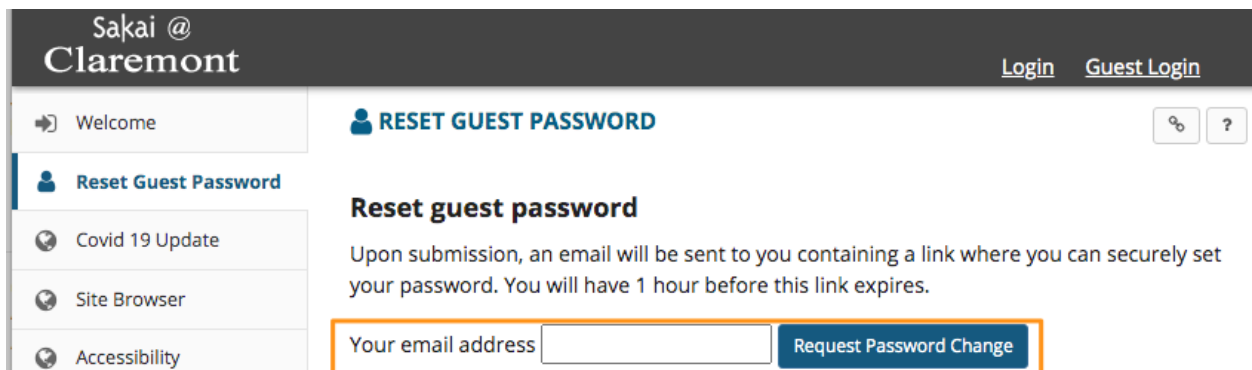 Sakai @
Claremont
Login Guest Login
Welcome
Reset Guest Password
Covid 19 Update
Site Browser
Accessibility
RESET GUEST PASSWORD
?
Reset guest password
Upon submission, an email will be sent to you containing a link where you can securely set
your password. You will have 1 hour before this link expires.
Your email address Request Password Change